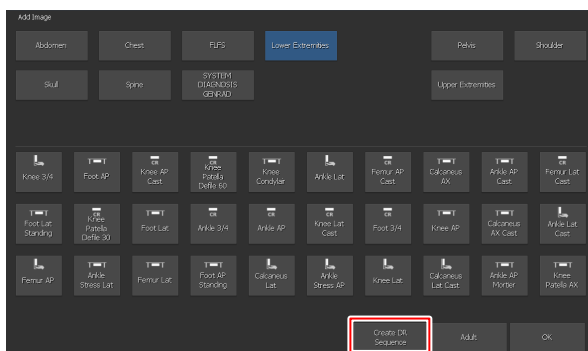 Add Image
Abdomen
Chest
FLFS
Lower Extremities
Pelvis
Shoulder
Skull
Spine
SYSTEM
DIAGNOSIS
GENRAD
Upper Extremities
Knee 3/4
Foot AP
CR
Knee AP
Cast
CR
Knee
Patella
Defile 60
Knee
Condylair
Ankle Lat
CR
Femur AP
Cast
Calcaneus
AX
Ankle AP
Cast
CR
Femur Lat
Cast
Foot Lat
Standing
CR
Knee
Patella
Defile 30
Foot Lat
CR
Ankle 3/4
CR
Ankle AP
CR
Knee Lat
Cast
CR
Foot 3/4
Knee AP
Calcaneus
AX Cast
Ankle Lat
Cast
Femur AP
Ankle
Stress Lat
Femur Lat
Foot AP
Standing
Calcaneus
Lat
Ankle
Stress AP
Knee Lat
Calcaneus
Lat Cast
Ankle AP
Mortier
Knee
Patella AX
Create DR
Sequence
Adult
OK